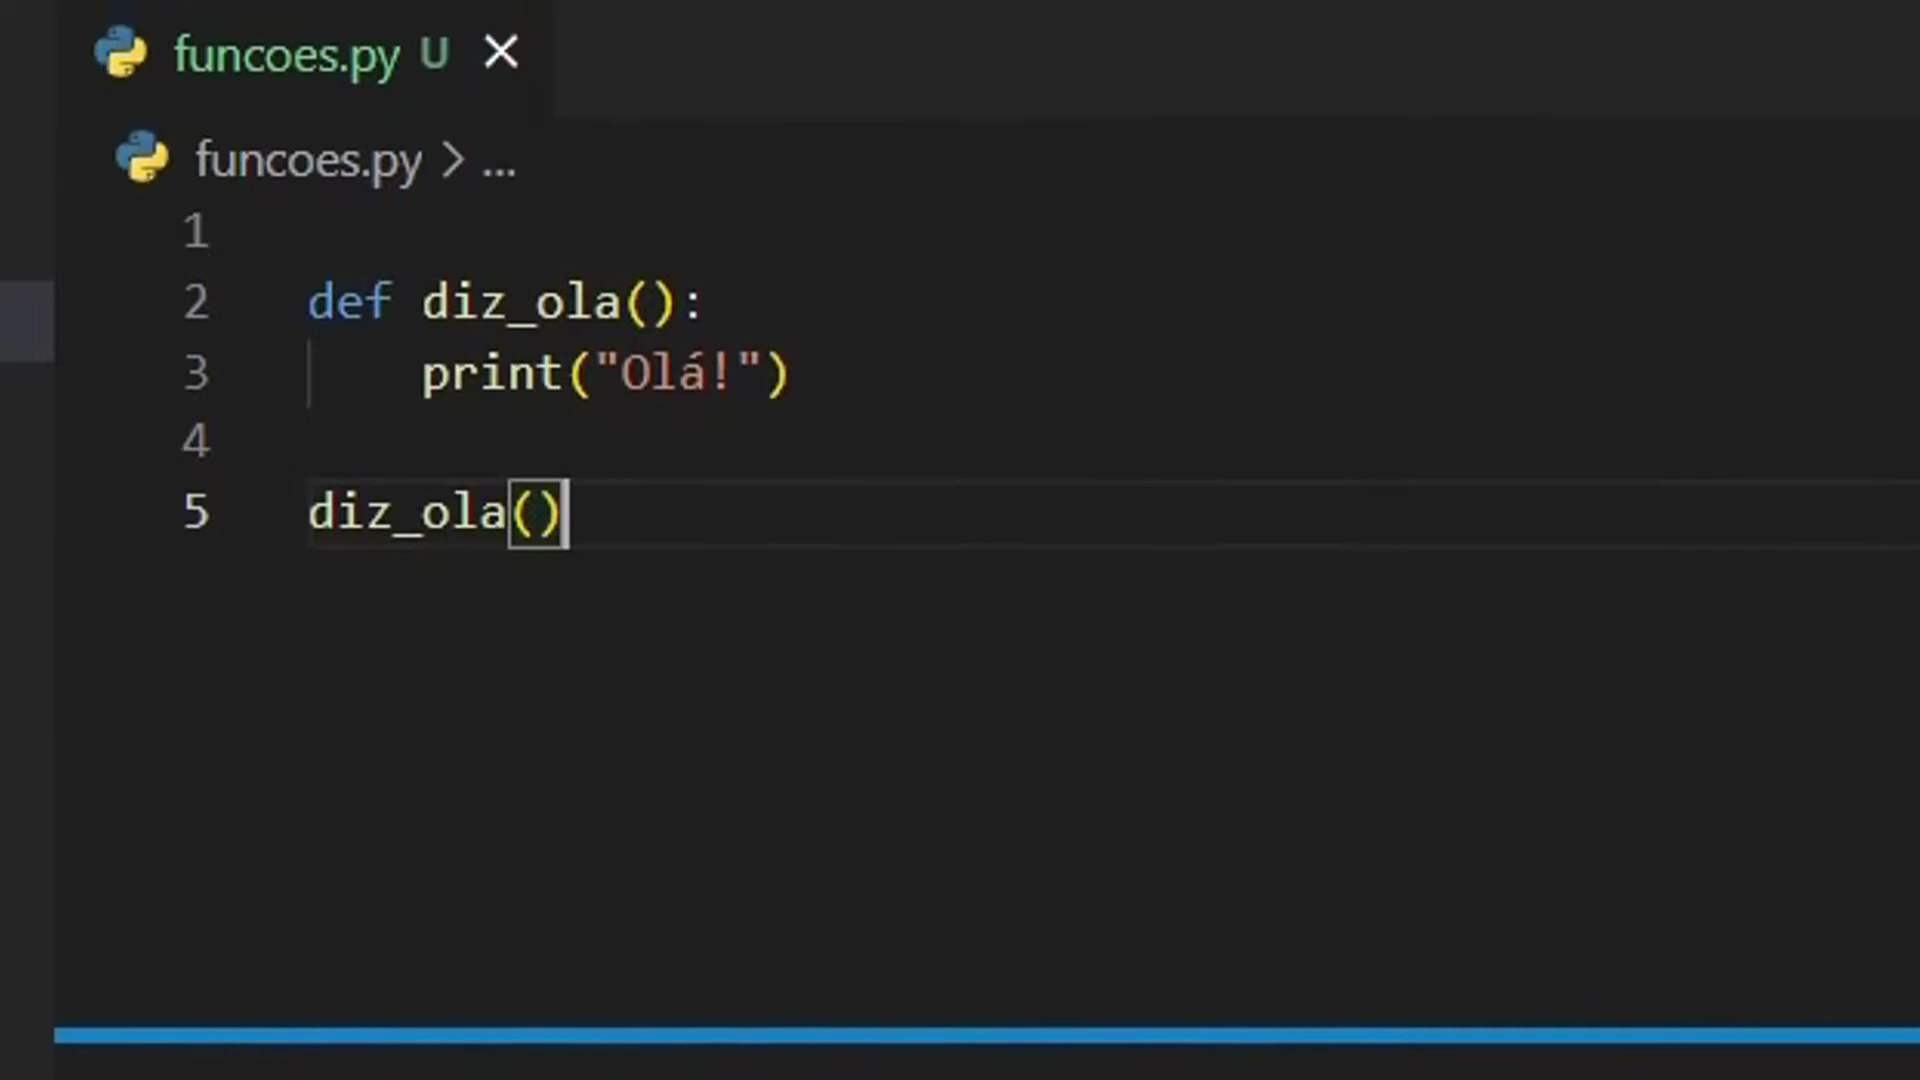 funcoes.py U
funcoes.py > ...
1
2 def diz_ola():
3 print("Olá!")
4
5 diz_ola()